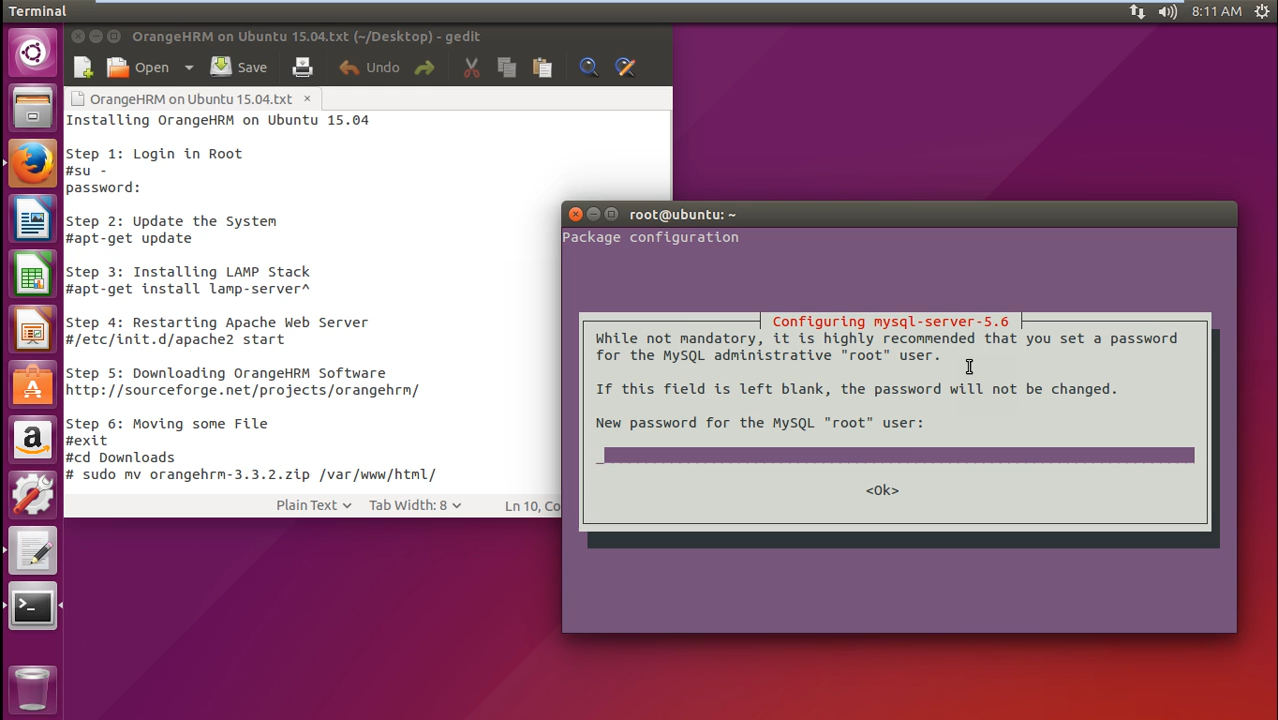 Terminal
8:11 AM
OrangeHRM on Ubuntu 15.04.txt (~/Desktop) - gedit
Open Save Undo
OrangeHRM on Ubuntu 15.04.txt ×
Installing OrangeHRM on Ubuntu 15.04
Step 1: Login in Root
#su -
password:
Step 2: Update the System
#apt-get update
Step 3: Installing LAMP Stack
#apt-get install lamp-server^
Step 4: Restarting Apache Web Server
#/etc/init.d/apache2 start
Step 5: Downloading OrangeHRM Software
http://sourceforge.net/projects/orangehrm/
Step 6: Moving some File
#exit
#cd Downloads
# sudo mv orangehrm-3.3.2.zip /var/www/html/
Plain Text Tab Width: 8 Ln 10, Co
root@ubuntu: ~
Package configuration
Configuring mysql-server-5.6
While not mandatory, it is highly recommended that you set a password
for the MySQL administrative "root" user.
If this field is left blank, the password will not be changed.
New password for the MySQL "root" user:
_
<Ok>